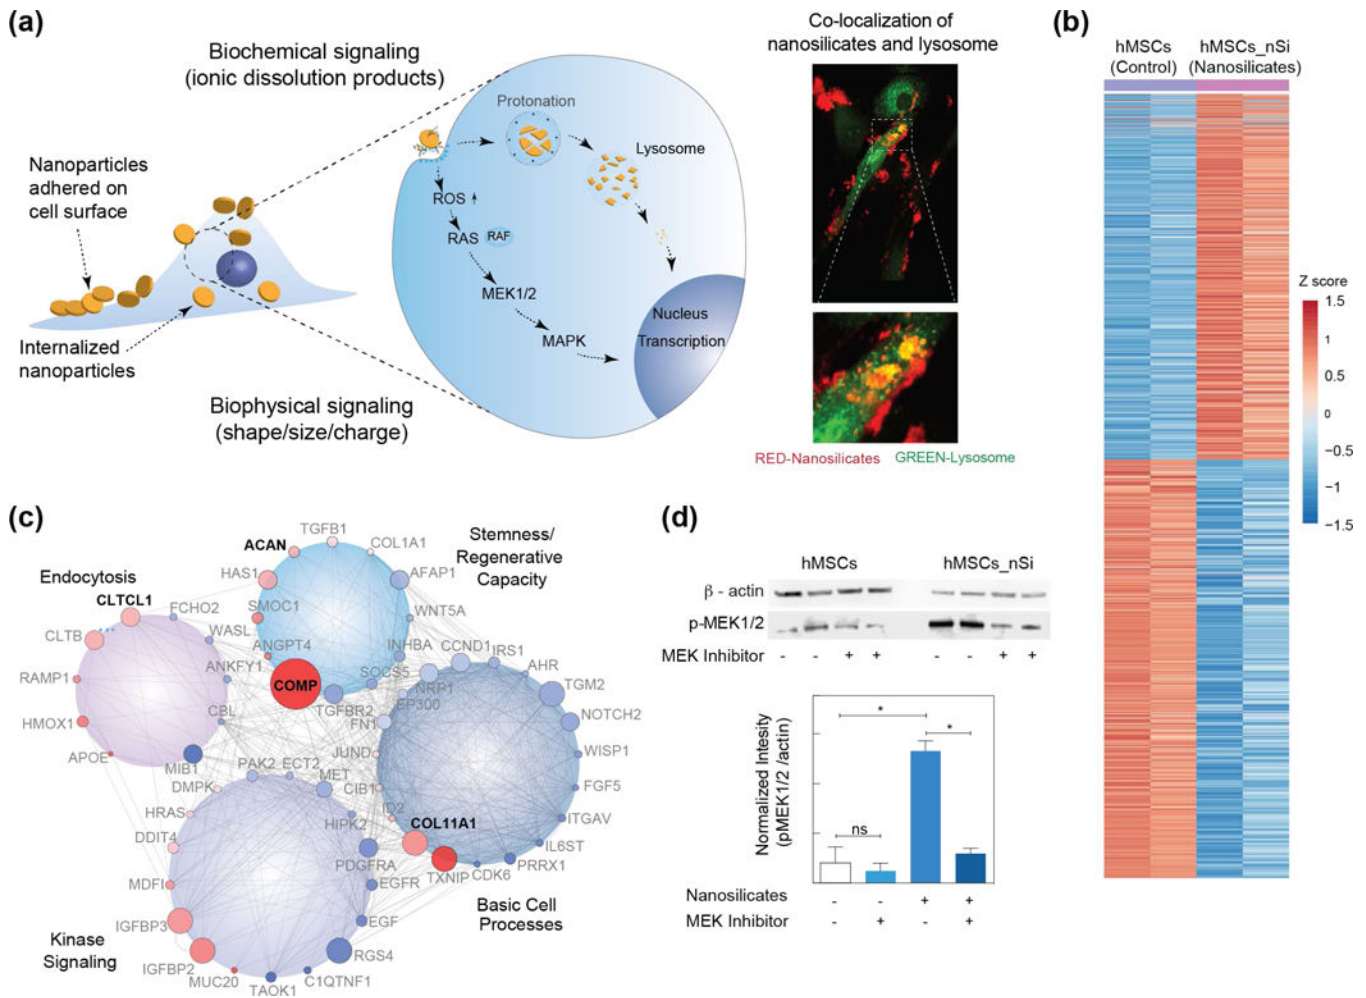 (a)
Biochemical signaling
(ionic dissolution products)
Nanoparticles
adhered on
cell surface
Internalized
nanoparticles
Biophysical signaling
(shape/size/charge)
Protonation
Lysosome
ROS
RAS
RAF
MEK1/2
MAPK
Nucleus
Transcription
Co-localization of
nanosilicates and lysosome
RED-Nanosilicates GREEN-Lysosome
(b)
hMSCs
(Control)
hMSCs_nSi
(Nanosilicates)
Z score
1.5
1
0.5
0
−0.5
−1
−1.5
(c)
Endocytosis
CLTCL1
FCHO2
CLTB
WASL
RAMP1
ANKFY1
HMOX1
CBL
APOE
MIB1
Stemness/
Regenerative
Capacity
TGFB1
ACAN
COL1A1
HAS1
AFAP1
SMOC1
WNT5A
ANGPT4
INHBA
COMP
SOCS5
TGFBR2
CCND1
IRS1
NRP1
AHR
EP300
TGM2
FN1
NOTCH2
JUND
WISP1
CIB1
FGF5
ID2
ITGAV
COL11A1
IL6ST
TXNIP
CDK6
PRRX1
Basic Cell
Processes
PAK2
ECT2
MET
DMPK
HRAS
HIPK2
DDIT4
PDGFRA
MDFI
EGFR
IGFBP3
EGF
IGFBP2
RGS4
MUC20
TAOK1
C1QTNF1
Kinase
Signaling
(d)
hMSCs
hMSCs_nSi
β - actin
p-MEK1/2
MEK Inhibitor - - + + - - + +
Normalized Intesity
(pMEK1/2 /actin)
*
*
ns
Nanosilicates - - + +
MEK Inhibitor - + - +